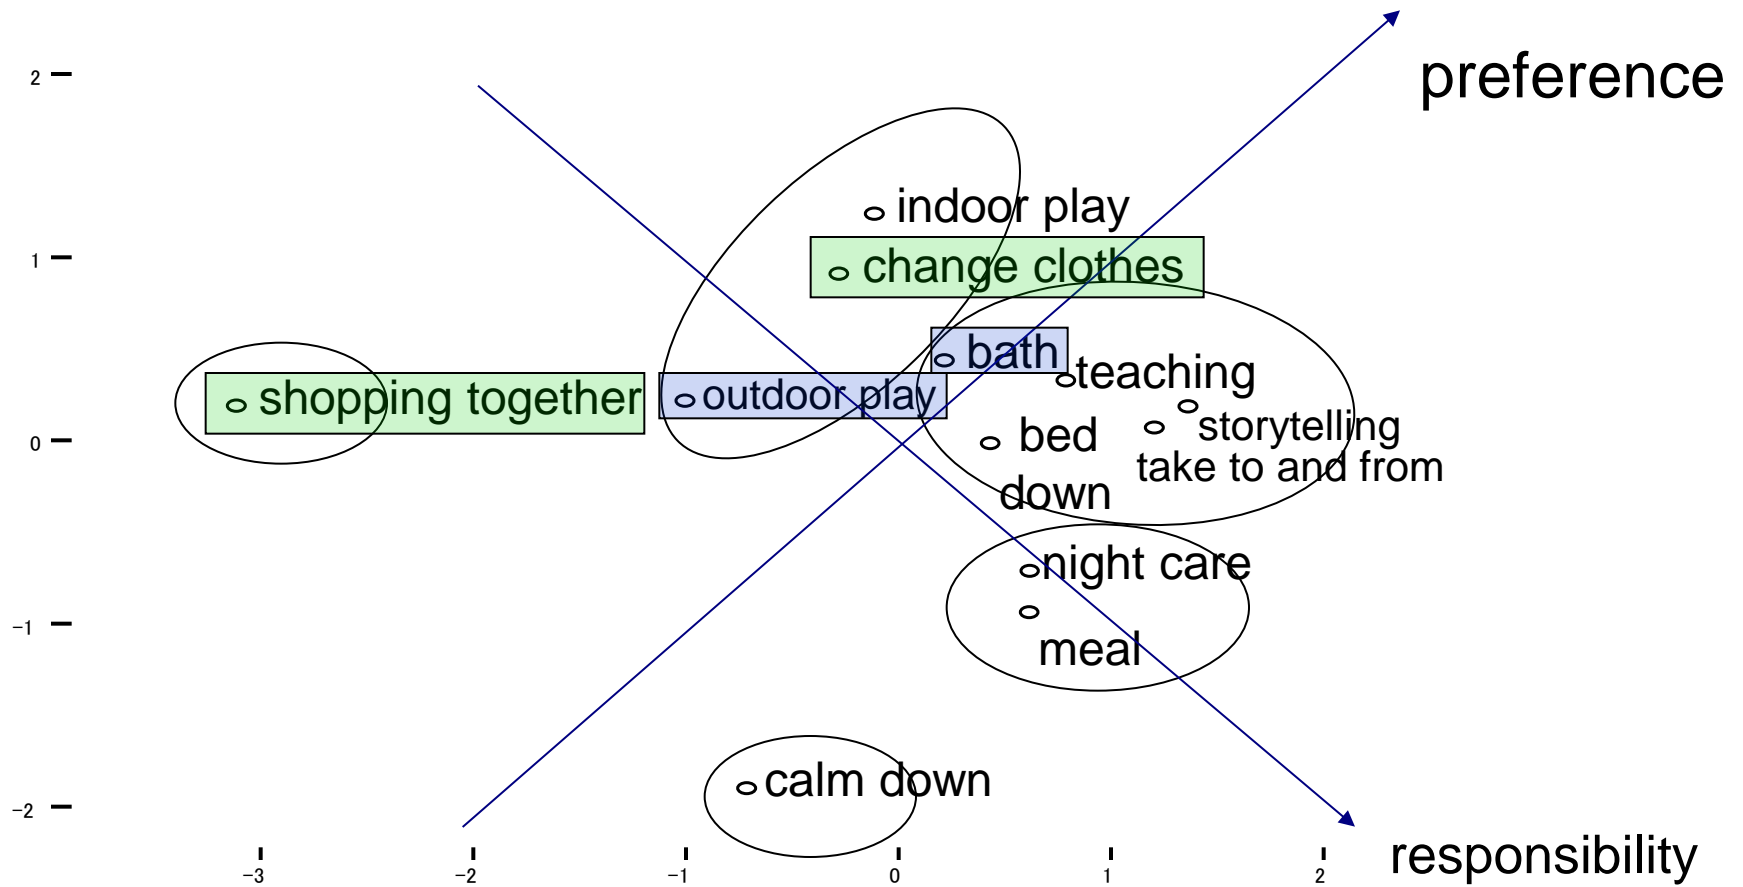 preference
2
indoor play
1
change clothes
bath
teaching
shopping together
outdoor play
storytelling
0
bed
down
take to and from
night care
-1
meal
calm down
-2
responsibility
-3
-2
-1
0
1
2